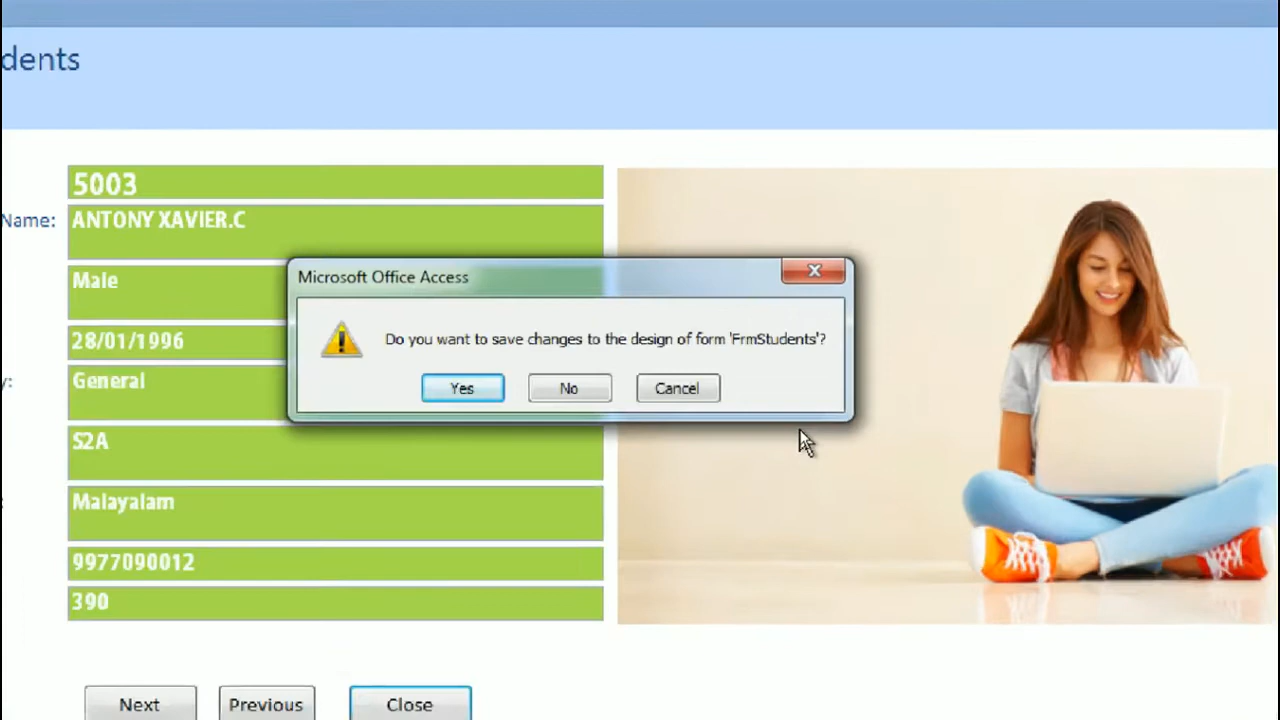 dents
5003
Name: ANTONY XAVIER.C
Male
28/01/1996
y: General
S2A
: Malayalam
9977090012
390
Microsoft Office Access
Do you want to save changes to the design of form 'FrmStudents'?
Yes No Cancel
Next Previous Close